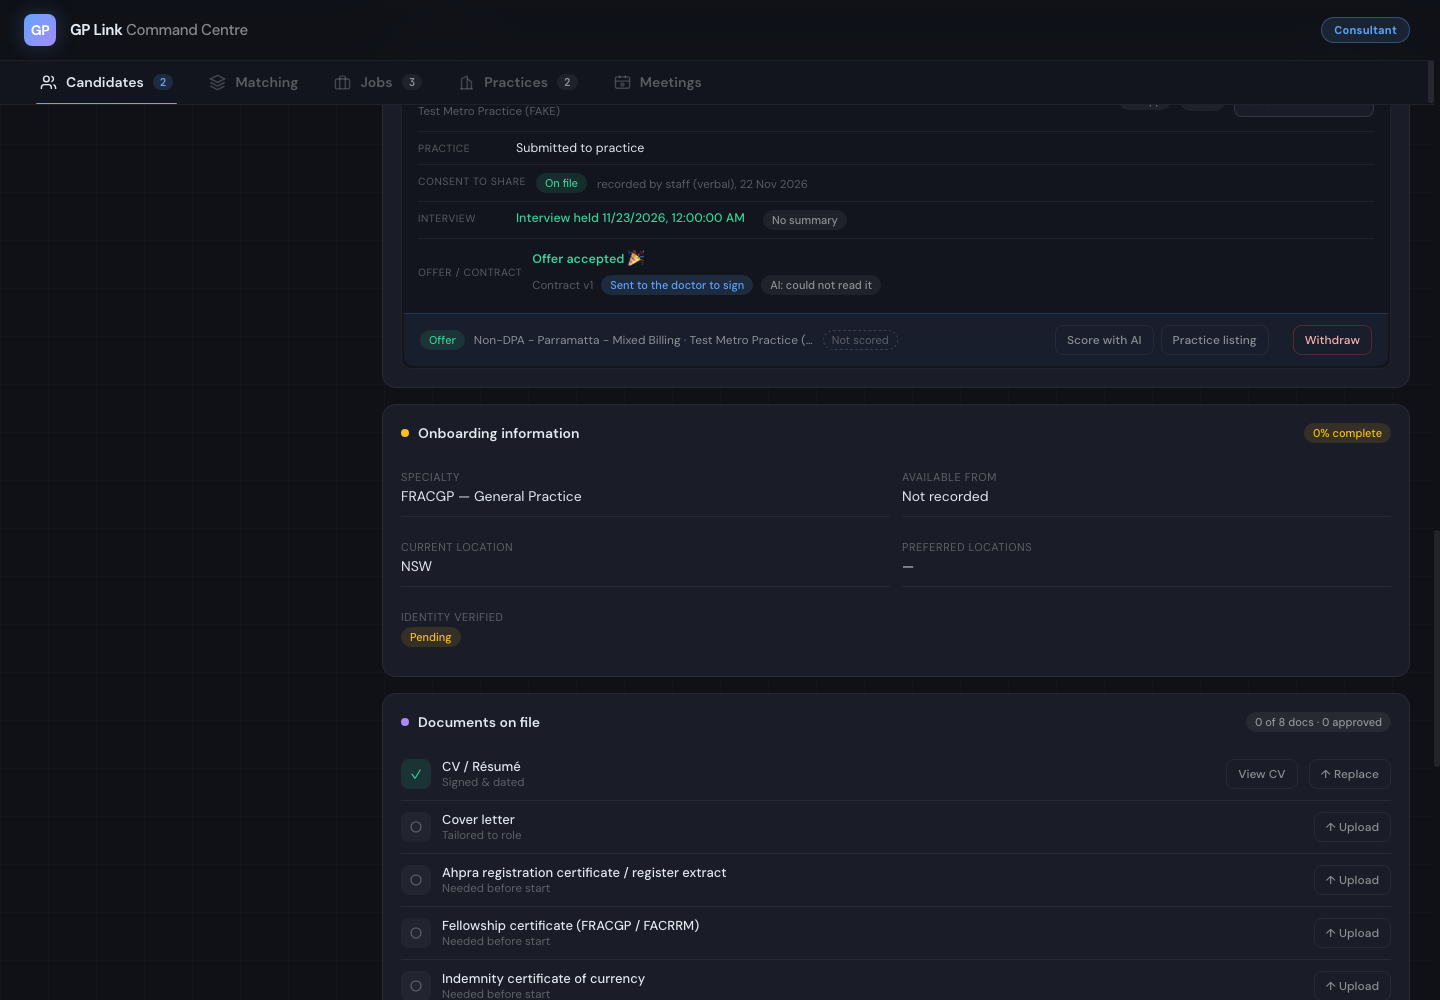 GP GP Link Command Centre Consultant
Candidates 2 Matching Jobs 3 Practices 2 Meetings
Test Metro Practice (FAKE)
PRACTICE Submitted to practice
CONSENT TO SHARE On file recorded by staff (verbal), 22 Nov 2026
INTERVIEW Interview held 11/23/2026, 12:00:00 AM No summary
OFFER / CONTRACT Offer accepted 🎉
Contract v1 Sent to the doctor to sign AI: could not read it
Offer Non-DPA - Parramatta - Mixed Billing · Test Metro Practice (... Not scored Score with AI Practice listing Withdraw
Onboarding information 0% complete
SPECIALTY AVAILABLE FROM
FRACGP — General Practice Not recorded
CURRENT LOCATION PREFERRED LOCATIONS
NSW —
IDENTITY VERIFIED
Pending
Documents on file 0 of 8 docs · 0 approved
CV / Résumé View CV ↑ Replace
Signed & dated
Cover letter ↑ Upload
Tailored to role
Ahpra registration certificate / register extract ↑ Upload
Needed before start
Fellowship certificate (FRACGP / FACRRM) ↑ Upload
Needed before start
Indemnity certificate of currency ↑ Upload
Needed before start